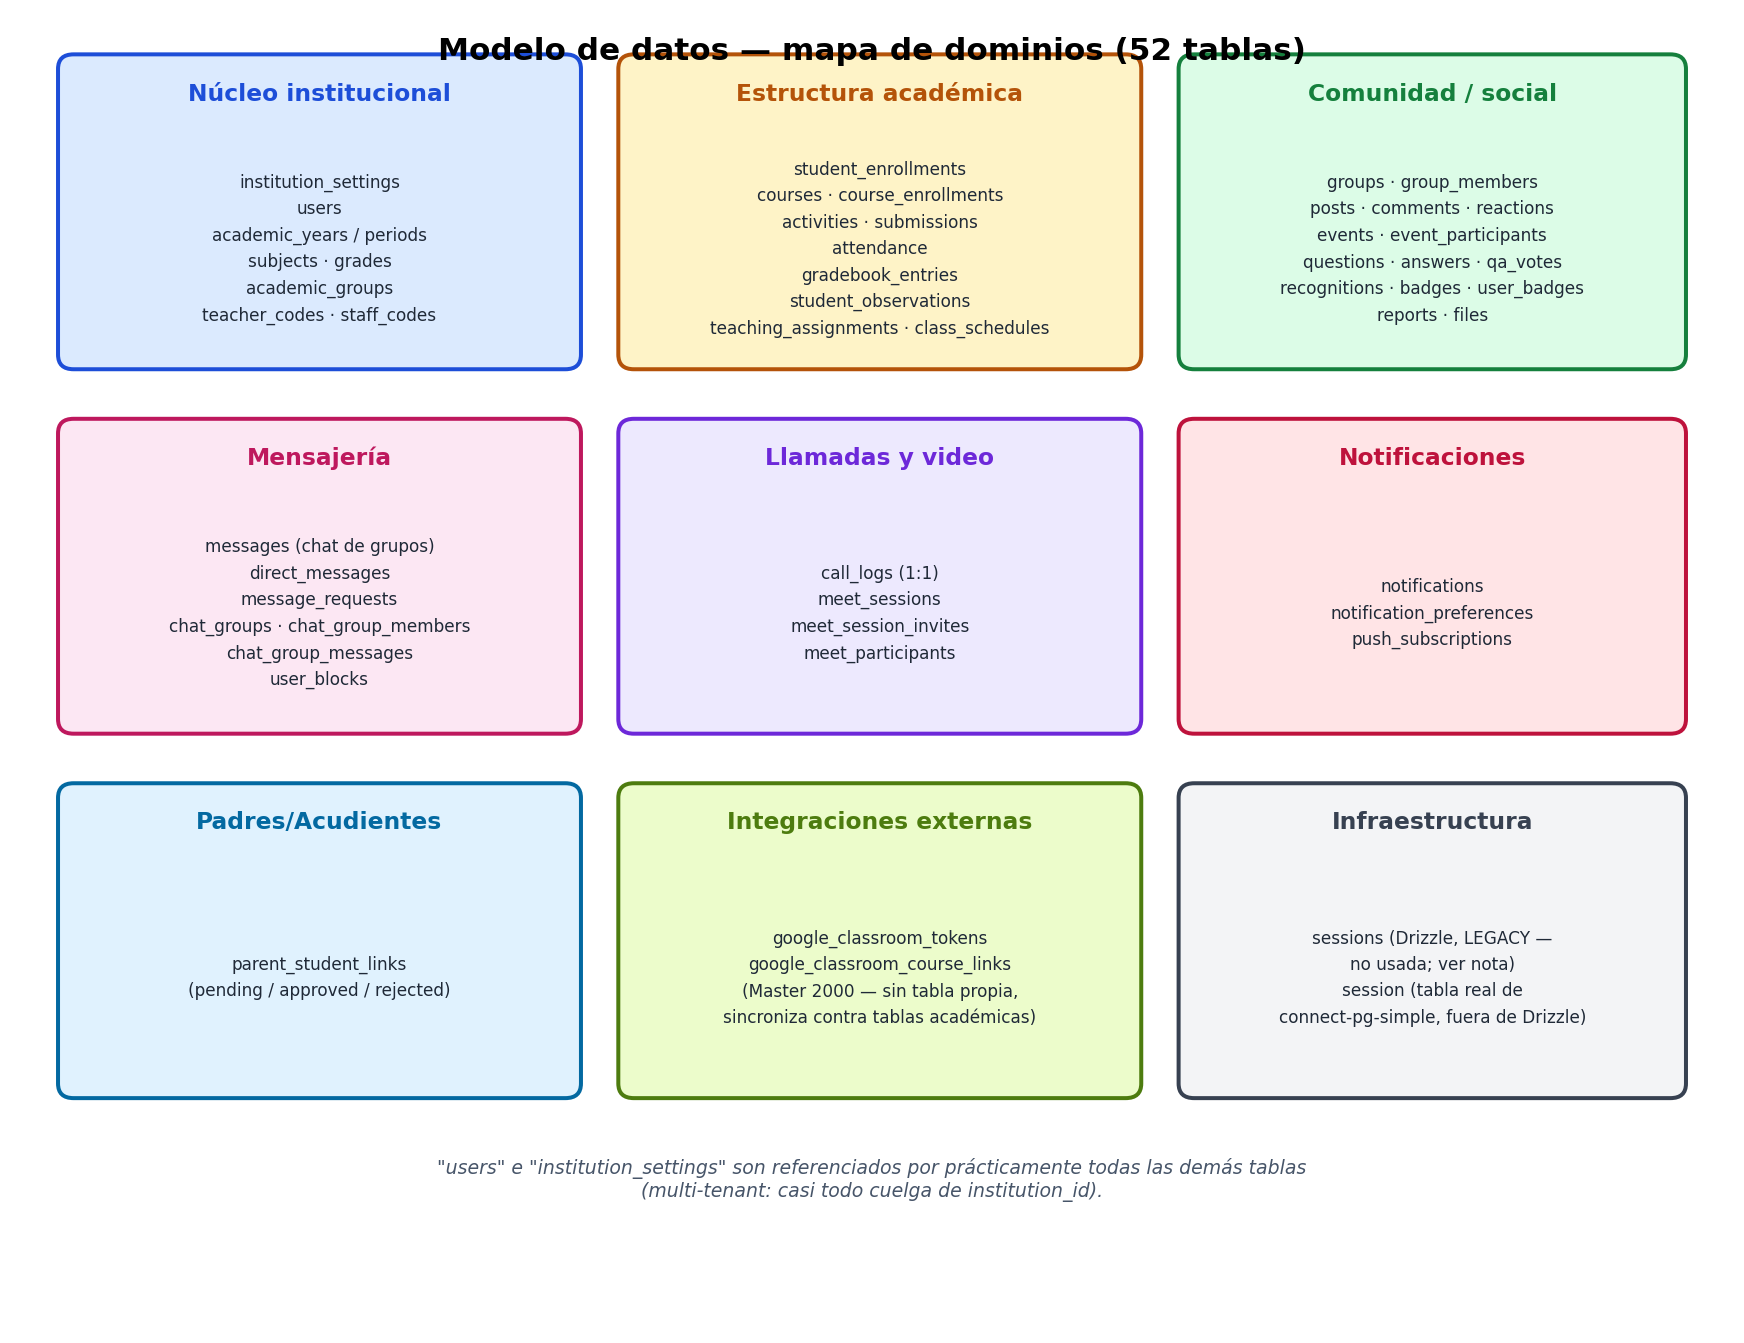 Modelo de datos — mapa de dominios (52 tablas)
Núcleo institucional
institution_settings
users
academic_years / periods
subjects · grades
academic_groups
teacher_codes · staff_codes
Estructura académica
student_enrollments
courses · course_enrollments
activities · submissions
attendance
gradebook_entries
student_observations
teaching_assignments · class_schedules
Comunidad / social
groups · group_members
posts · comments · reactions
events · event_participants
questions · answers · qa_votes
recognitions · badges · user_badges
reports · files
Mensajería
messages (chat de grupos)
direct_messages
message_requests
chat_groups · chat_group_members
chat_group_messages
user_blocks
Llamadas y video
call_logs (1:1)
meet_sessions
meet_session_invites
meet_participants
Notificaciones
notifications
notification_preferences
push_subscriptions
Padres/Acudientes
parent_student_links
(pending / approved / rejected)
Integraciones externas
google_classroom_tokens
google_classroom_course_links
(Master 2000 — sin tabla propia,
sincroniza contra tablas académicas)
Infraestructura
sessions (Drizzle, LEGACY —
no usada; ver nota)
session (tabla real de
connect-pg-simple, fuera de Drizzle)
"users" e "institution_settings" son referenciados por prácticamente todas las demás tablas
(multi-tenant: casi todo cuelga de institution_id).